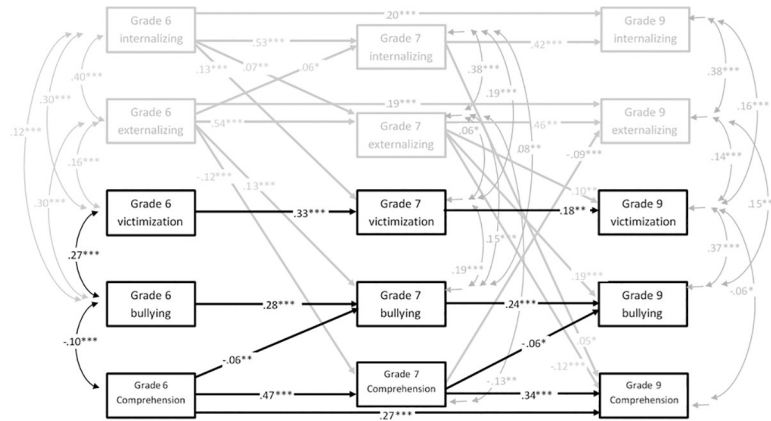 .20***
Grade 6
internalizing
.53***
Grade 7
internalizing
.42***
Grade 9
internalizing
.13***
.07**
.06*
.40***
.38***
.38***
.30***
.19***
.16***
.12***
Grade 6
externalizing
.19***
.54***
Grade 7
externalizing
.06*
.46**
Grade 9
externalizing
.08**
-.09***
.16***
.14***
-.12***
.13***
.10**
.30***
.15**
Grade 6
victimization
.33***
Grade 7
victimization
.18**
Grade 9
victimization
.27***
.15***
.37***
.19***
.19***
-.06*
Grade 6
bullying
.28***
Grade 7
bullying
.24***
Grade 9
bullying
-.10***
-.06**
-.06*
.05*
-.12***
Grade 6
Comprehension
.47***
Grade 7
Comprehension
-.13**
.34***
Grade 9
Comprehension
.27***